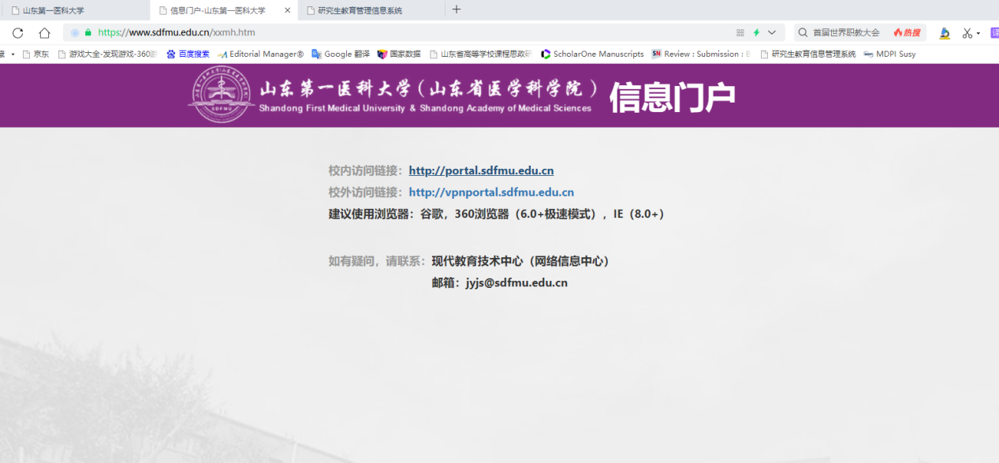 山东第一医科大学
信息门户-山东第一医科大学
研究生教育管理信息系统
https://www.sdfmu.edu.cn/xxmh.htm
首届世界职教大会
热搜
京东
游戏大全-发现游戏-360游
百度搜索
Editorial Manager®
Google 翻译
国家数据
山东省高等学校课程思政研
ScholarOne Manuscripts
SN Review : Submission :
研究生教育信息管理系统
MDPI Susy
山东第一医科大学（山东省医学科学院）
Shandong First Medical University & Shandong Academy of Medical Sciences
SDFMU
信息门户
校内访问链接：http://portal.sdfmu.edu.cn
校外访问链接：http://vpnportal.sdfmu.edu.cn
建议使用浏览器：谷歌，360浏览器（6.0+极速模式），IE（8.0+）
如有疑问，请联系：现代教育技术中心（网络信息中心）
邮箱：jyjs@sdfmu.edu.cn